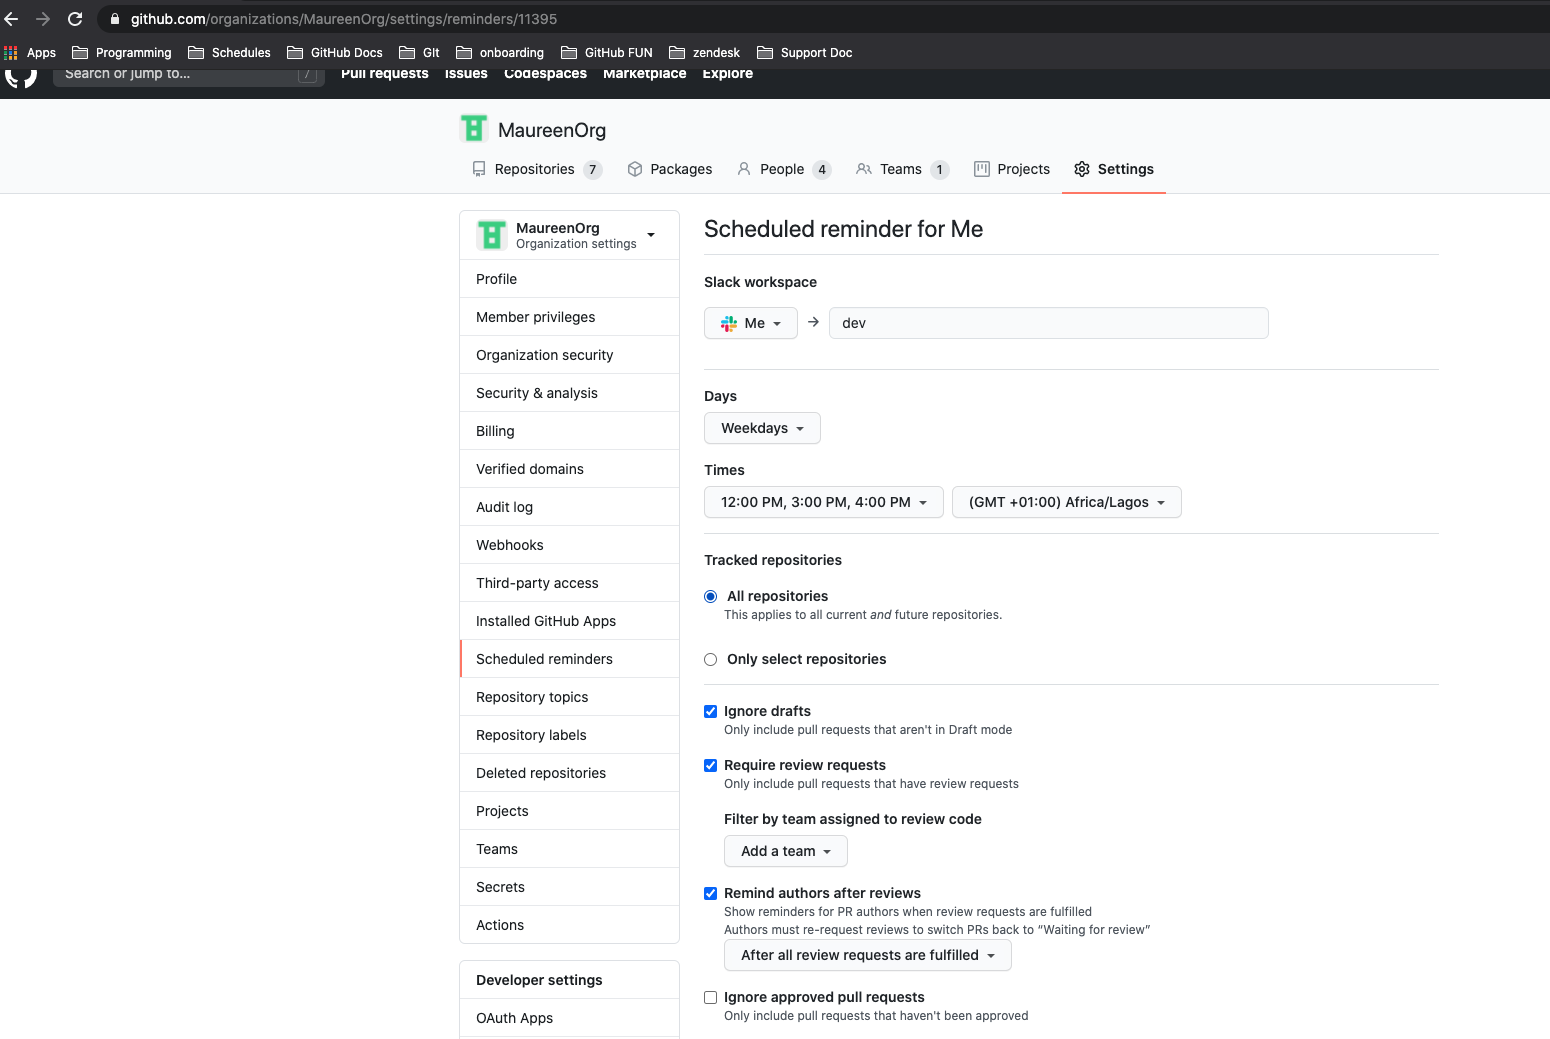 github.com/organizations/MaureenOrg/settings/reminders/11395
Apps Programming Schedules GitHub Docs GIt onboarding GitHub FUN zendesk Support Doc
Search or jump to... / Pull requests Issues Codespaces Marketplace Explore
MaureenOrg
Repositories 7 Packages People 4 Teams 1 Projects Settings
MaureenOrg
Organization settings
Profile
Member privileges
Organization security
Security & analysis
Billing
Verified domains
Audit log
Webhooks
Third-party access
Installed GitHub Apps
Scheduled reminders
Repository topics
Repository labels
Deleted repositories
Projects
Teams
Secrets
Actions
Developer settings
OAuth Apps
Scheduled reminder for Me
Slack workspace
Me → dev
Days
Weekdays
Times
12:00 PM, 3:00 PM, 4:00 PM (GMT +01:00) Africa/Lagos
Tracked repositories
All repositories
This applies to all current and future repositories.
Only select repositories
Ignore drafts
Only include pull requests that aren't in Draft mode
Require review requests
Only include pull requests that have review requests
Filter by team assigned to review code
Add a team
Remind authors after reviews
Show reminders for PR authors when review requests are fulfilled
Authors must re-request reviews to switch PRs back to “Waiting for review”
After all review requests are fulfilled
Ignore approved pull requests
Only include pull requests that haven't been approved